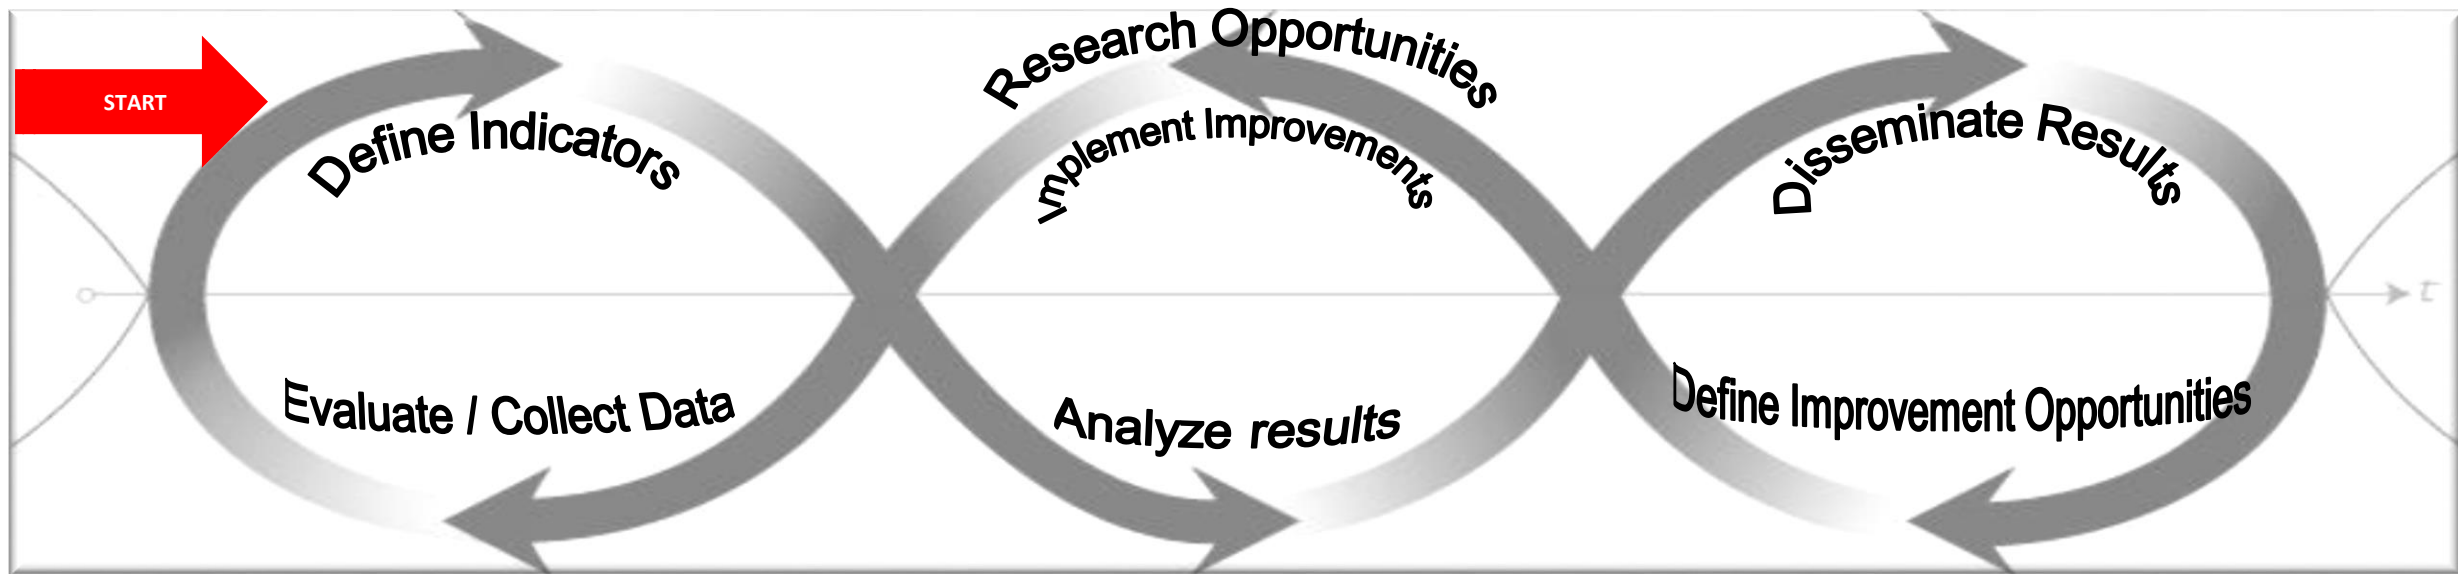 START
Define Indicators
Research Opportunities
Implement Improvements
Disseminate Results
Evaluate / Collect Data
Analyze results
Define Improvement Opportunities
t